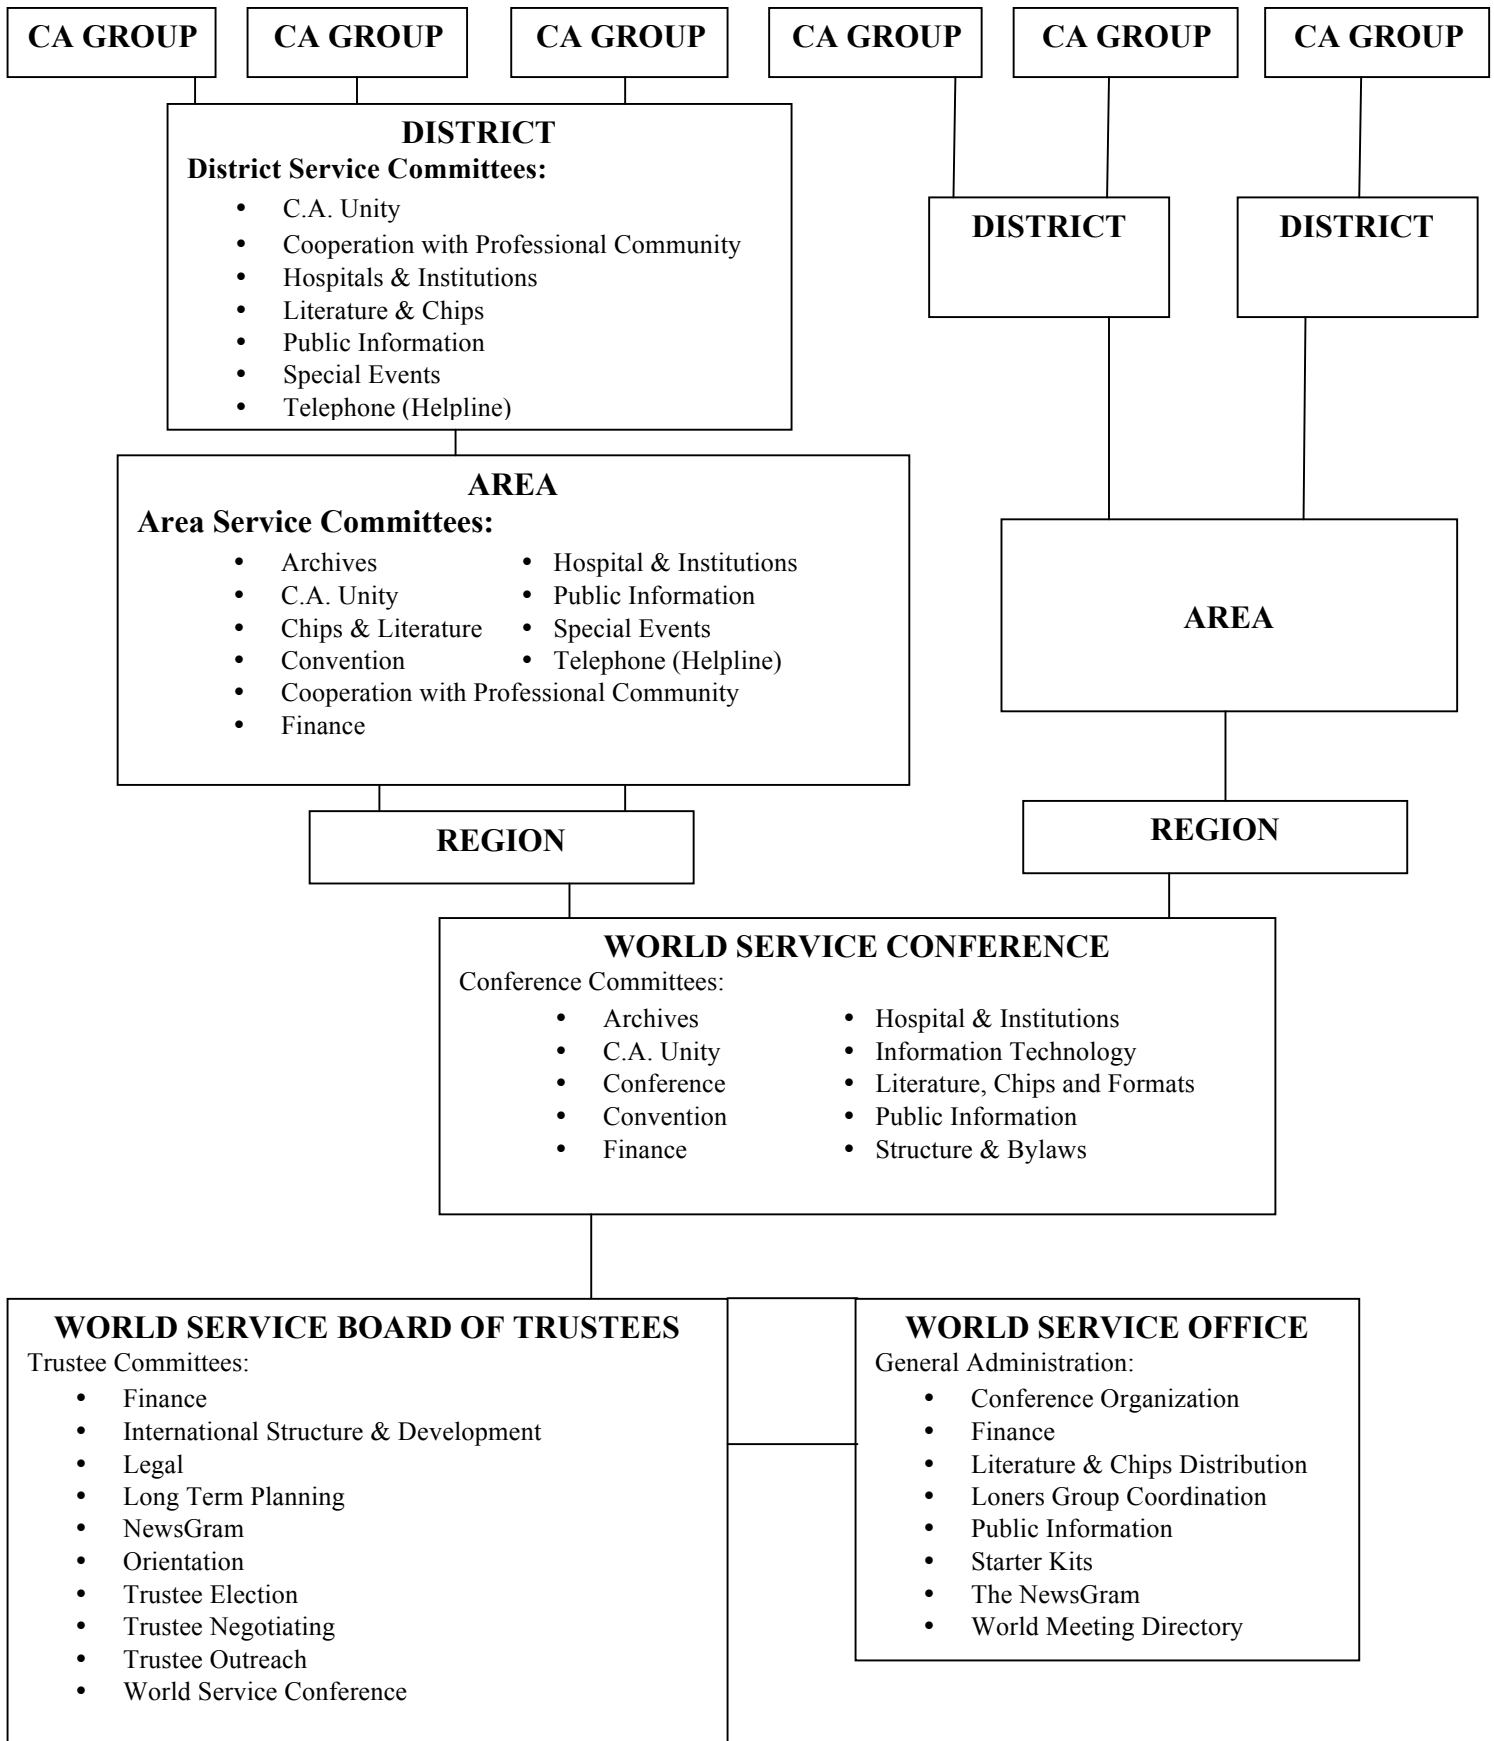 CA GROUP
CA GROUP
CA GROUP
CA GROUP
CA GROUP
CA GROUP
DISTRICT
District Service Committees:
• C.A. Unity
• Cooperation with Professional Community
• Hospitals & Institutions
• Literature & Chips
• Public Information
• Special Events
• Telephone (Helpline)
DISTRICT
DISTRICT
AREA
Area Service Committees:
• Archives
• C.A. Unity
• Chips & Literature
• Convention
• Cooperation with Professional Community
• Finance
• Hospital & Institutions
• Public Information
• Special Events
• Telephone (Helpline)
AREA
REGION
REGION
WORLD SERVICE CONFERENCE
Conference Committees:
• Archives
• C.A. Unity
• Conference
• Convention
• Finance
• Hospital & Institutions
• Information Technology
• Literature, Chips and Formats
• Public Information
• Structure & Bylaws
WORLD SERVICE BOARD OF TRUSTEES
Trustee Committees:
• Finance
• International Structure & Development
• Legal
• Long Term Planning
• NewsGram
• Orientation
• Trustee Election
• Trustee Negotiating
• Trustee Outreach
• World Service Conference
WORLD SERVICE OFFICE
General Administration:
• Conference Organization
• Finance
• Literature & Chips Distribution
• Loners Group Coordination
• Public Information
• Starter Kits
• The NewsGram
• World Meeting Directory